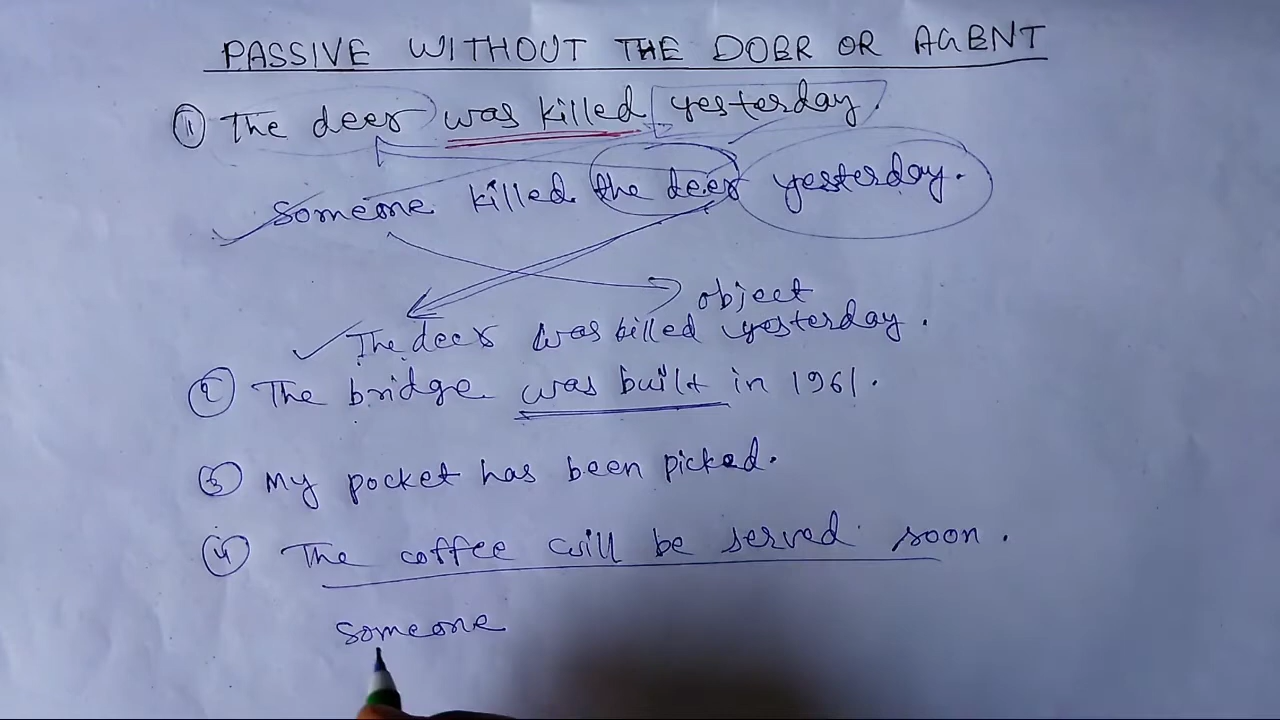 PASSIVE WITHOUT THE DOER OR AGENT
① The deer was killed yesterday.
Someone killed the deer yesterday.
object
The deer was killed yesterday.
② The bridge was built in 1961.
③ My pocket has been picked.
④ The coffee will be served soon.
someone